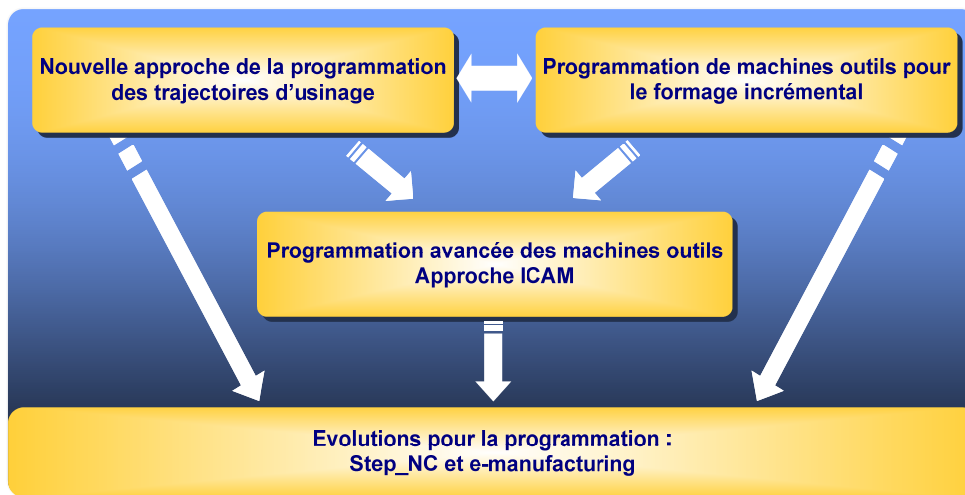 Nouvelle approche de la programmation
des trajectoires d'usinage
Programmation de machines outils pour
le formage incrémental
Programmation avancée des machines outils
Approche ICAM
Evolutions pour la programmation :
Step_NC et e-manufacturing